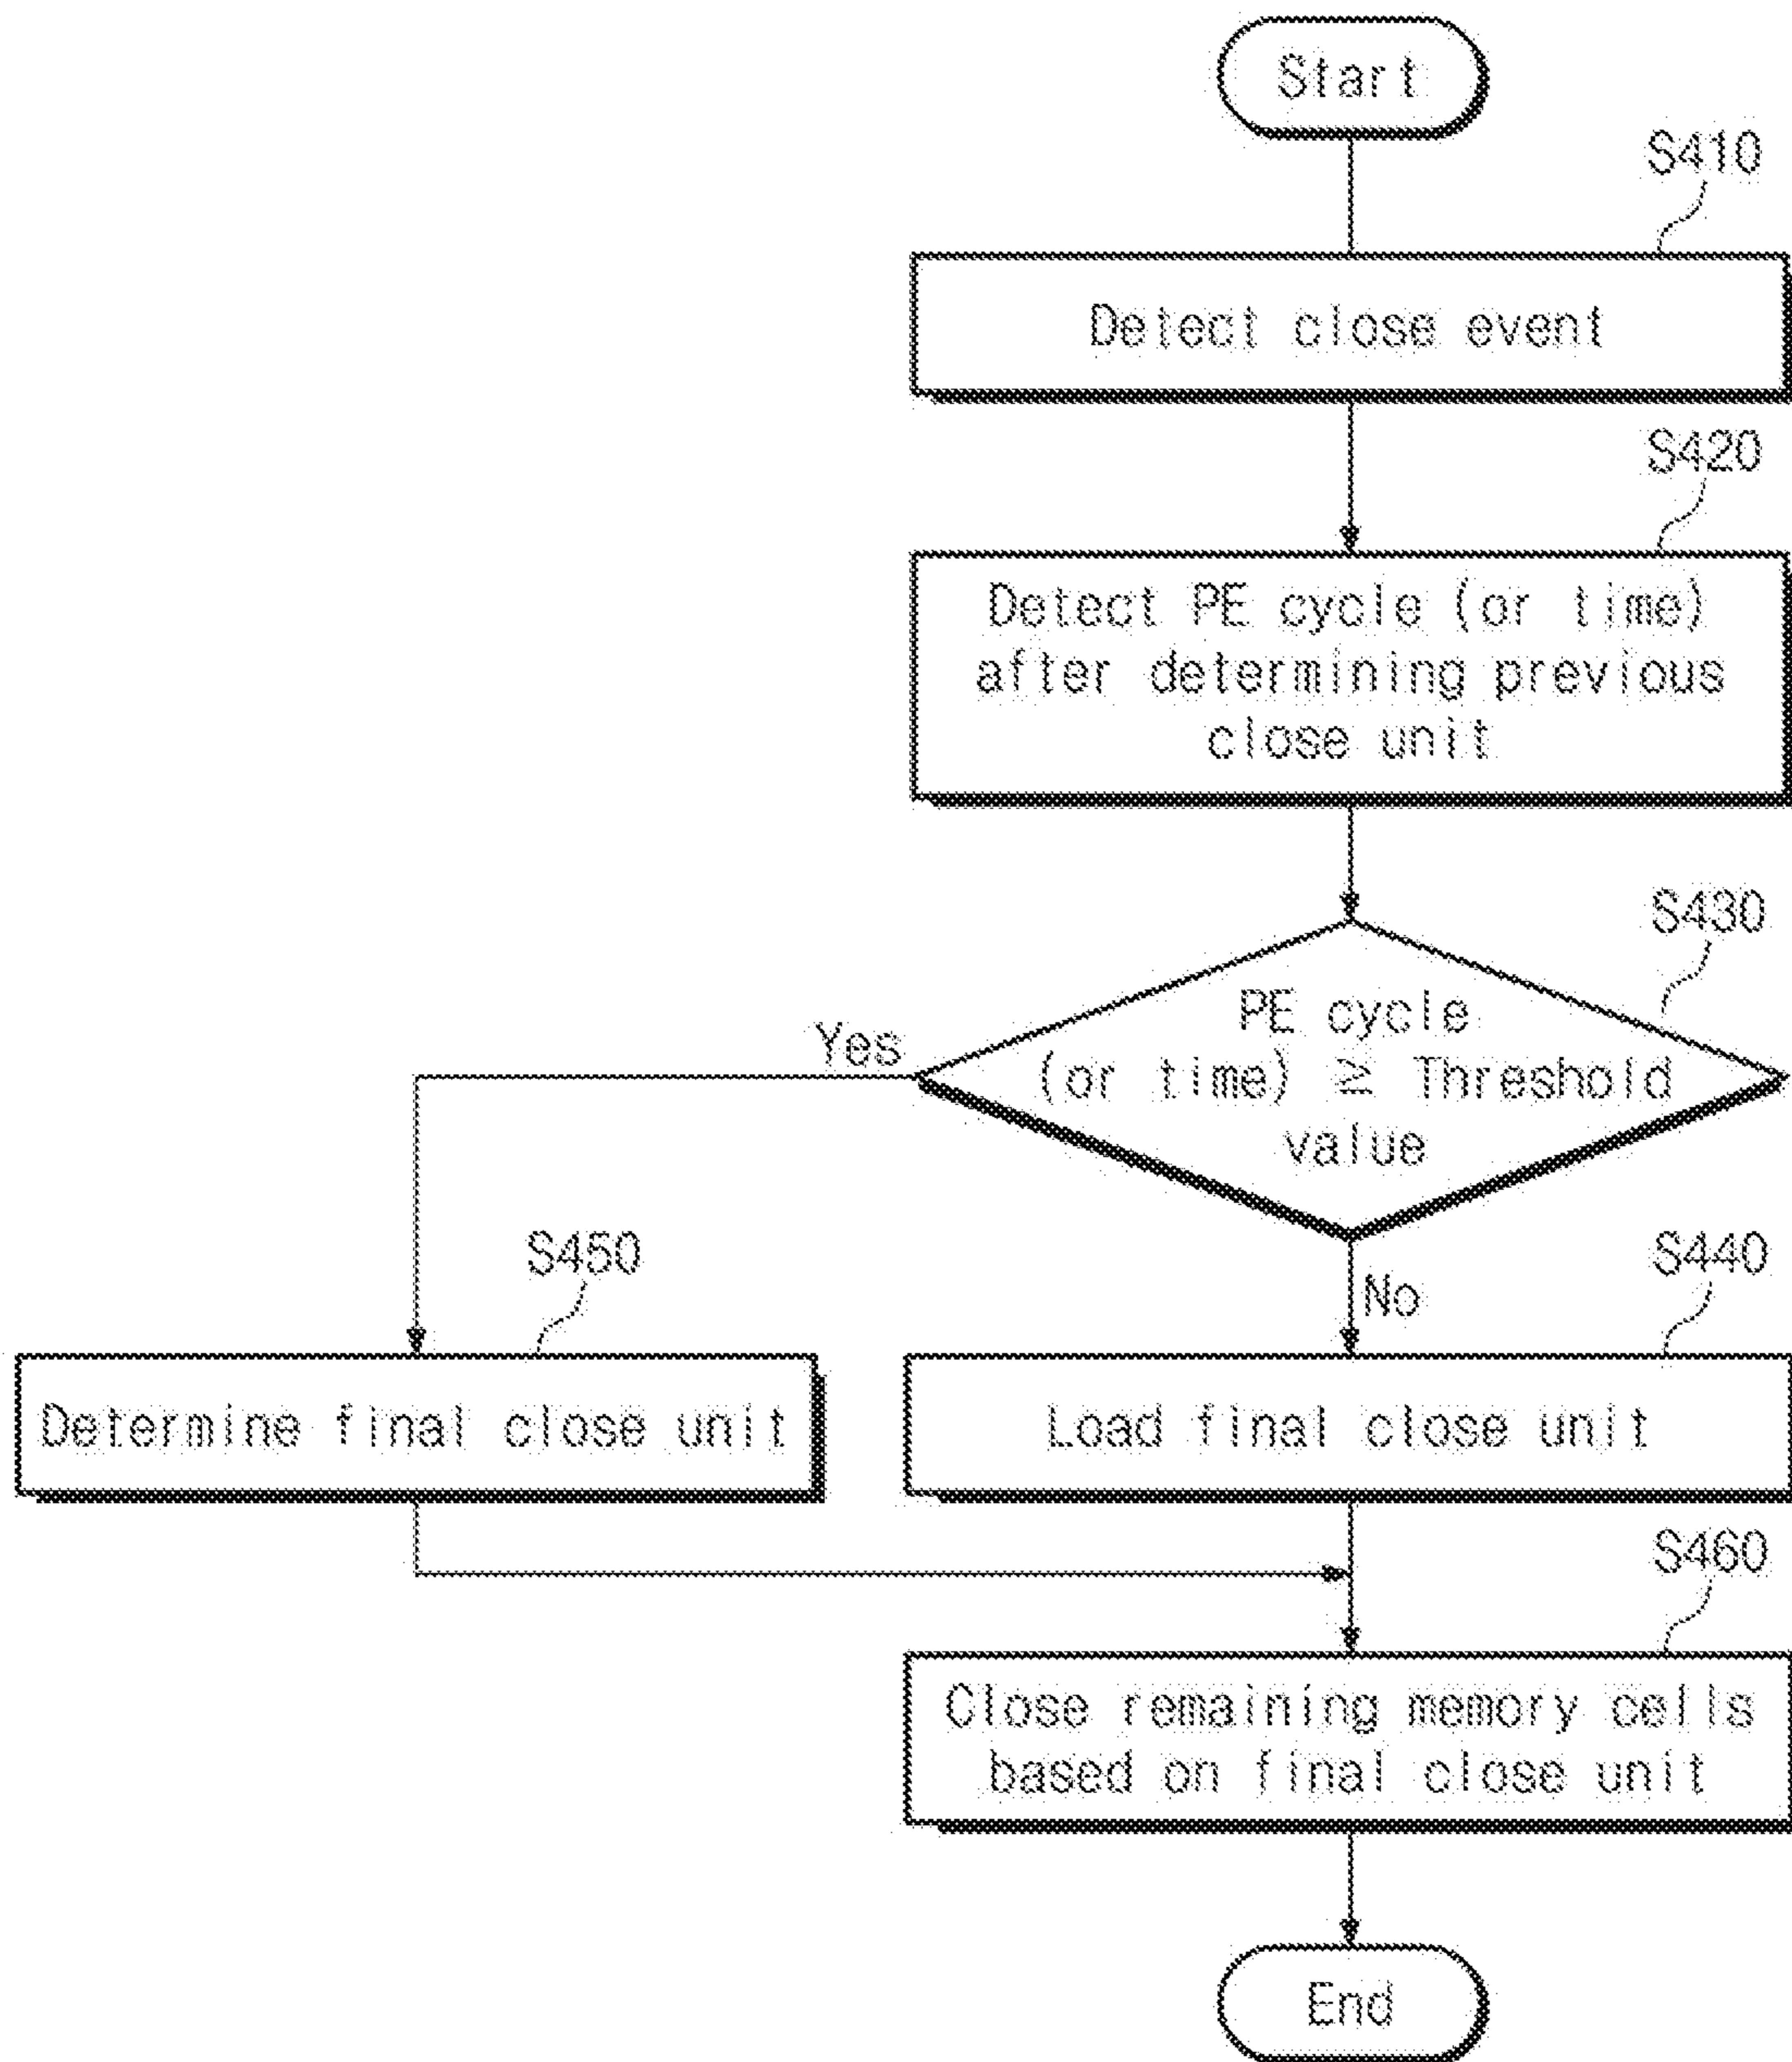 Start
S410
Detect close event
S420
Detect PE cycle (or time)
after determining previous
close unit
S430
PE cycle
(or time) ≧ Threshold
value
Yes
No
S450
Determine final close unit
S440
Load final close unit
S460
Close remaining memory cells
based on final close unit
End